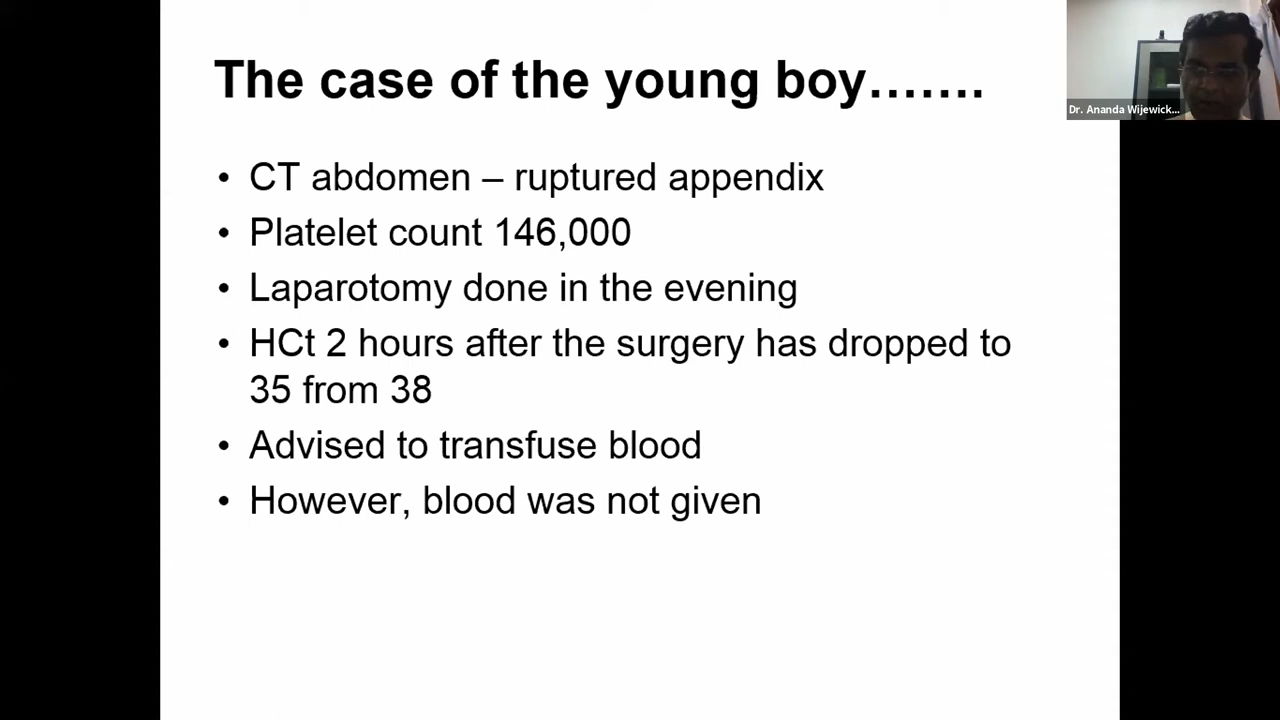 The case of the young boy…….
Dr. Ananda Wijewick...
• CT abdomen – ruptured appendix
• Platelet count 146,000
• Laparotomy done in the evening
• HCt 2 hours after the surgery has dropped to
35 from 38
• Advised to transfuse blood
• However, blood was not given